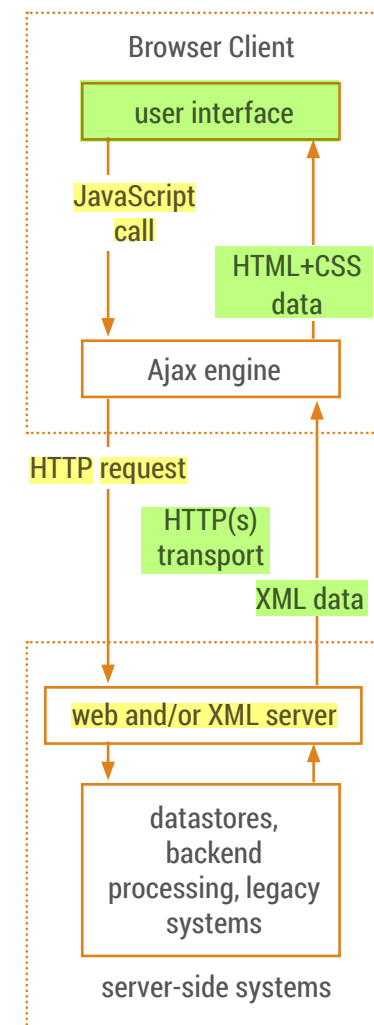 Browser Client
user interface
JavaScript
call
HTML+CSS
data
Ajax engine
HTTP request
HTTP(s)
transport
XML data
web and/or XML server
datastores,
backend
processing, legacy
systems
server-side systems